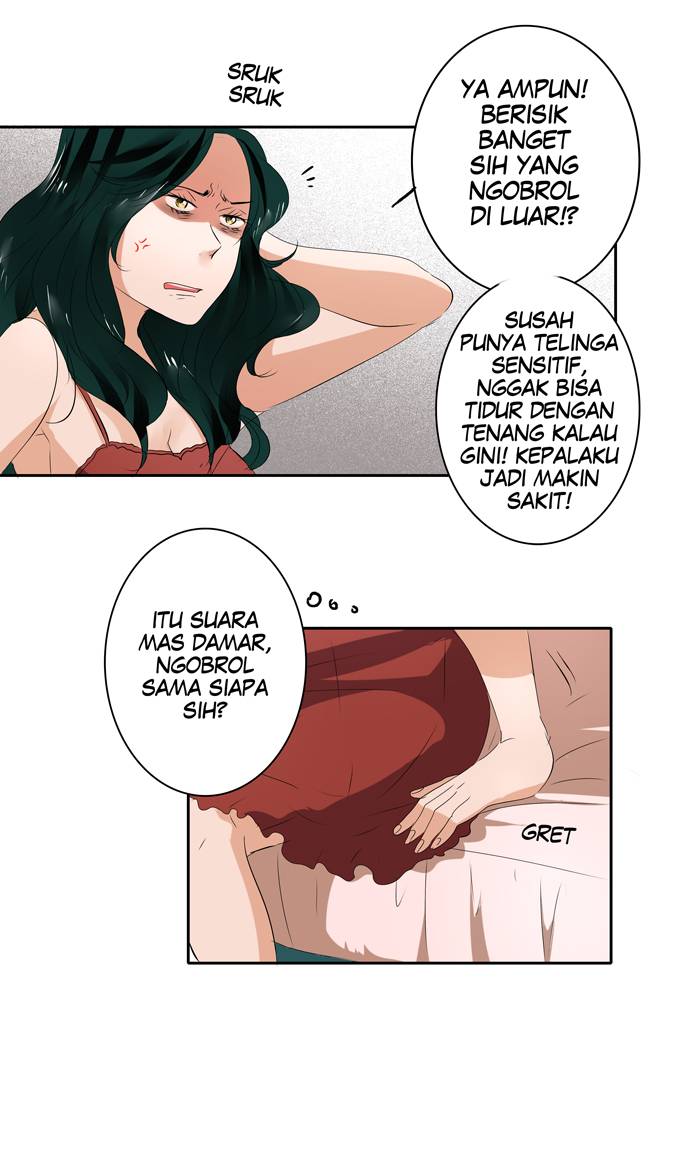 SRUK
SRUK
YA AMPUN!
BERISIK
BANGET
SIH YANG
NGOBROL
DI LUAR!?
SUSAH
PUNYA TELINGA
SENSITIF,
NGGAK BISA
TIDUR DENGAN
TENANG KALAU
GINI! KEPALAKU
JADI MAKIN
SAKIT!
ITU SUARA
MAS DAMAR,
NGOBROL
SAMA SIAPA
SIH?
GRET